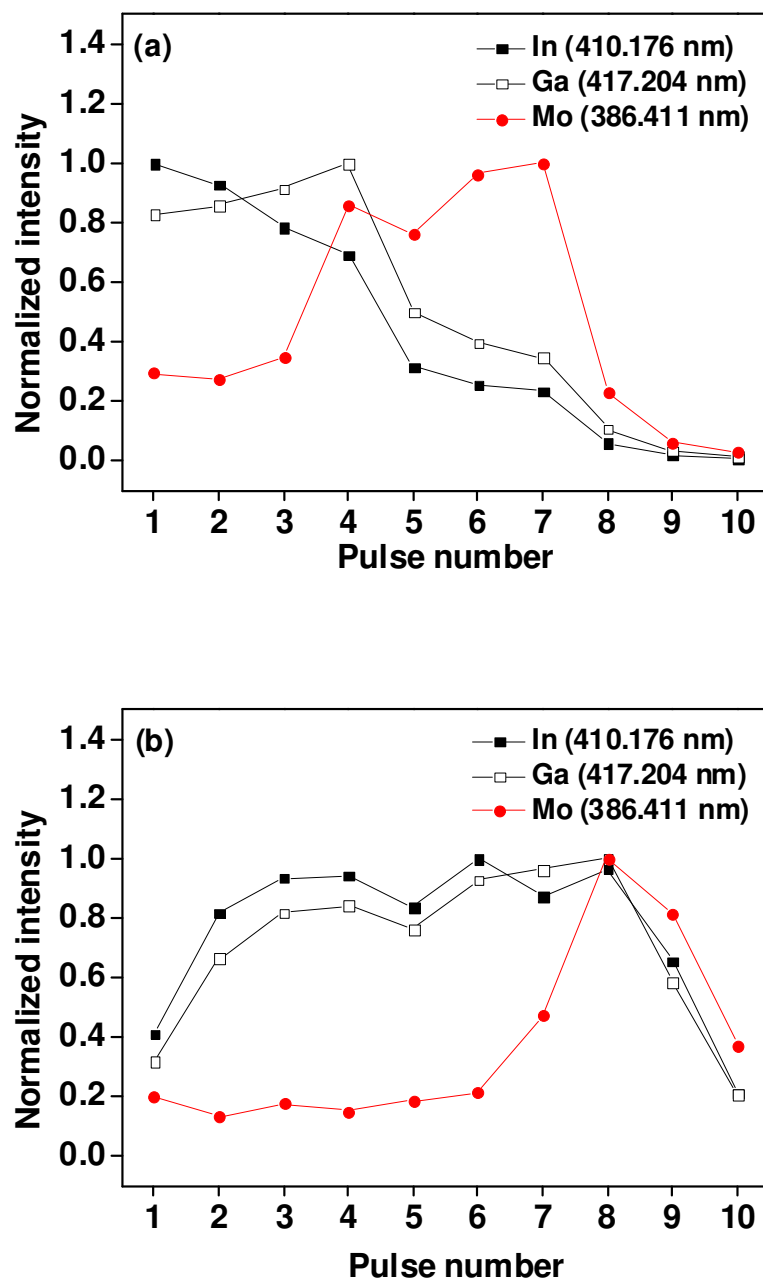 (a)
In (410.176 nm)
Ga (417.204 nm)
Mo (386.411 nm)
Normalized intensity
1.4
1.2
1.0
0.8
0.6
0.4
0.2
0.0
1 2 3 4 5 6 7 8 9 10
Pulse number
(b)
In (410.176 nm)
Ga (417.204 nm)
Mo (386.411 nm)
Normalized intensity
1.4
1.2
1.0
0.8
0.6
0.4
0.2
0.0
1 2 3 4 5 6 7 8 9 10
Pulse number